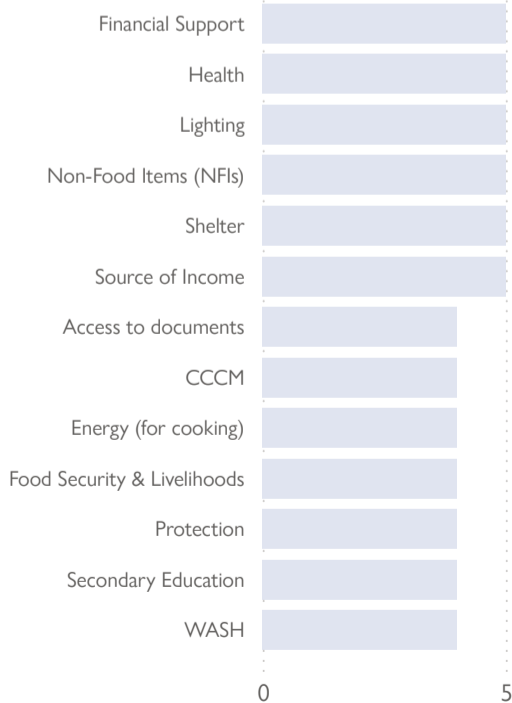 Financial Support
Health
Lighting
Non-Food Items (NFIs)
Shelter
Source of Income
Access to documents
CCCM
Energy (for cooking)
Food Security & Livelihoods
Protection
Secondary Education
WASH
0 5